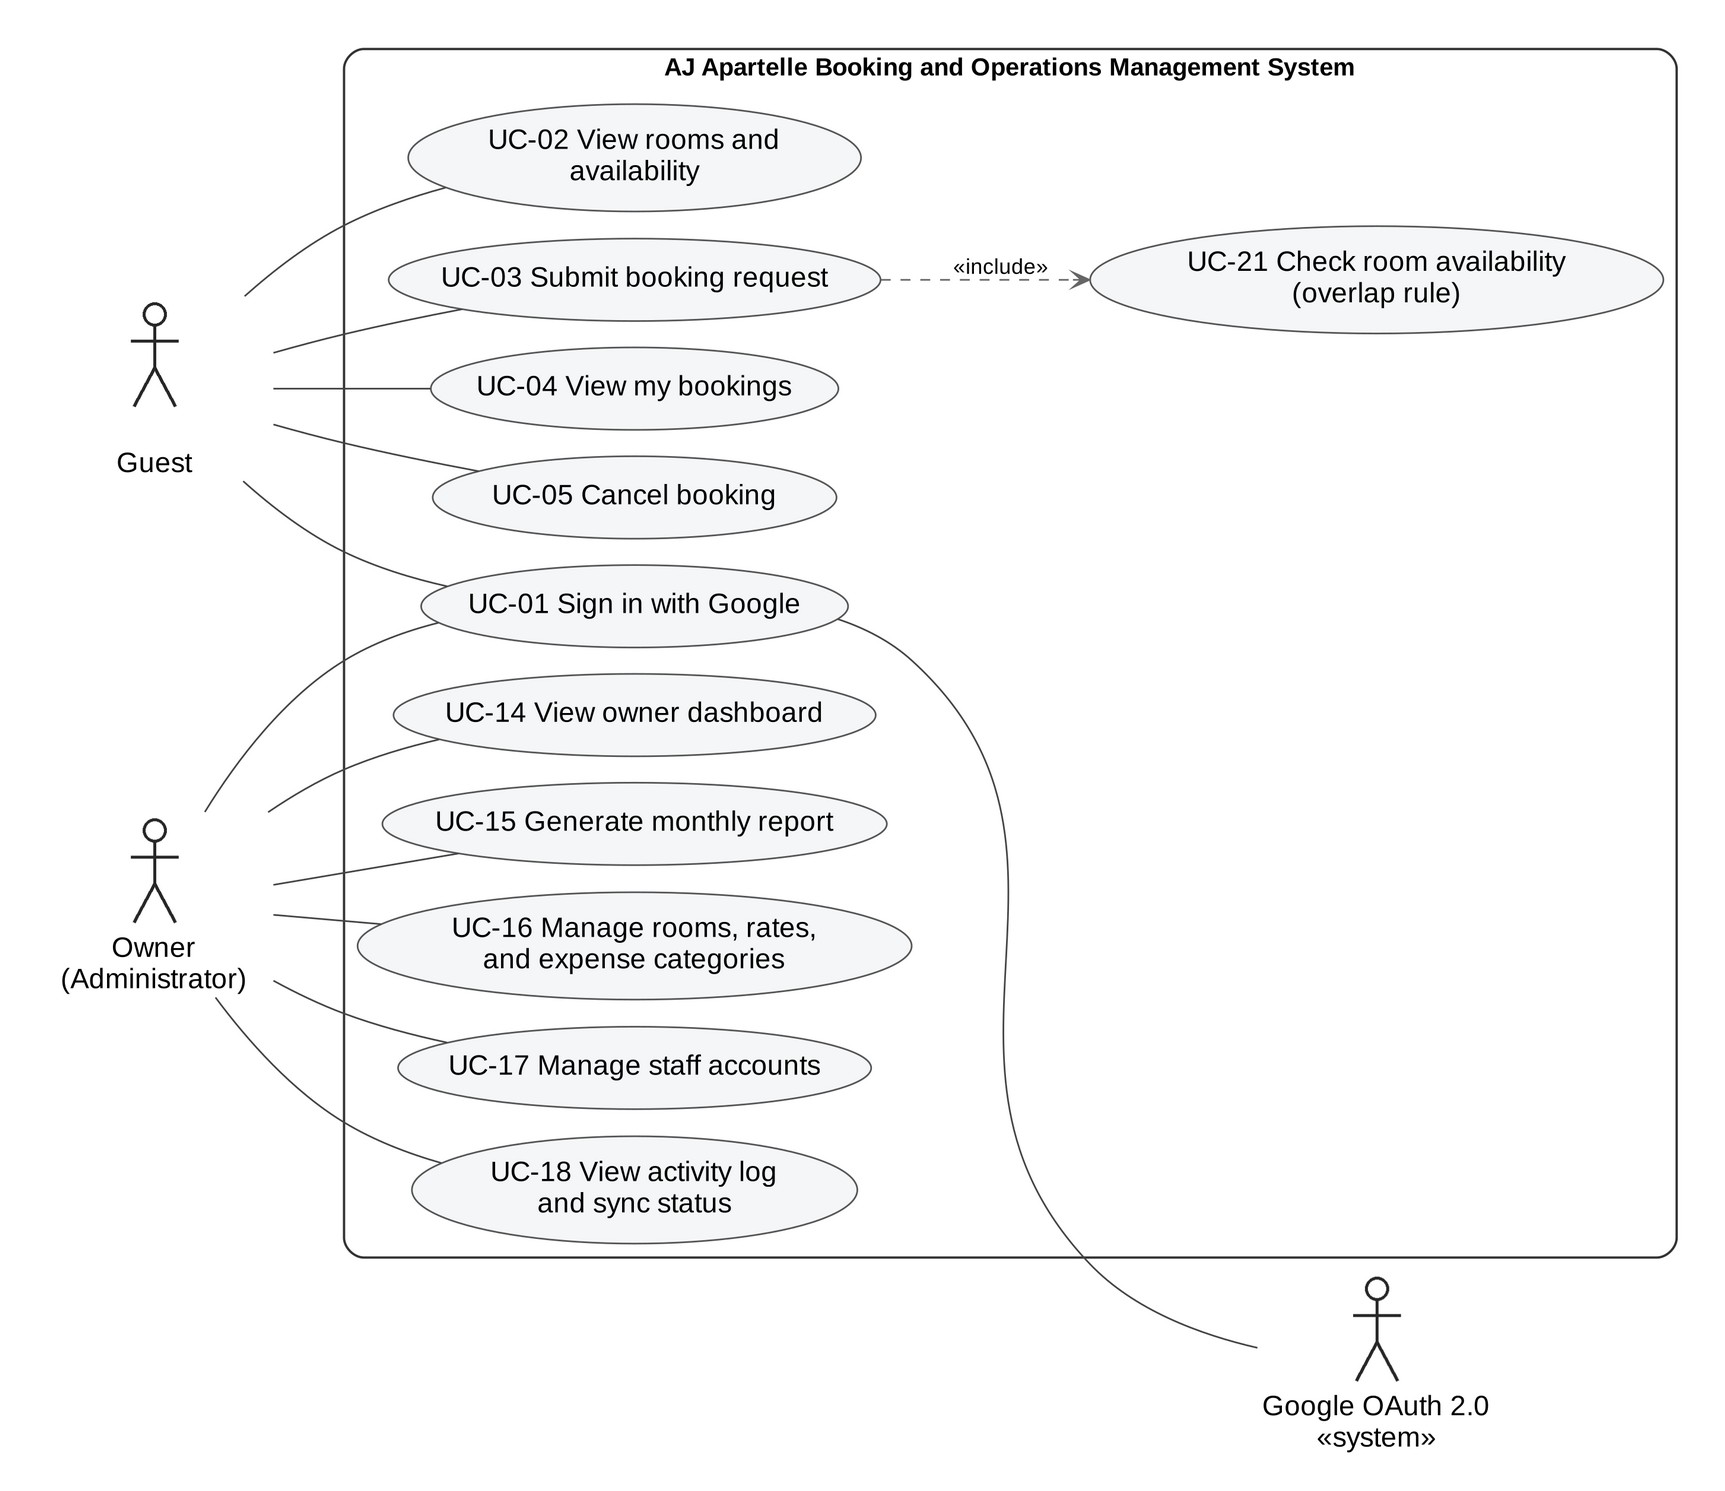 AJ Apartelle Booking and Operations Management System
UC-02 View rooms and
availability
UC-03 Submit booking request
«include»
UC-21 Check room availability
(overlap rule)
UC-04 View my bookings
Guest
UC-05 Cancel booking
UC-01 Sign in with Google
UC-14 View owner dashboard
UC-15 Generate monthly report
Owner
(Administrator)
UC-16 Manage rooms, rates,
and expense categories
UC-17 Manage staff accounts
UC-18 View activity log
and sync status
Google OAuth 2.0
«system»